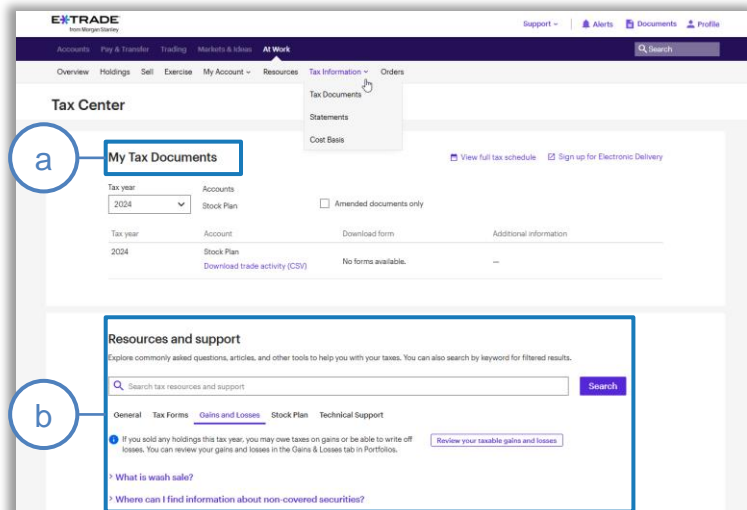 E*TRADE
from Morgan Stanley
Support Alerts Documents Profile
Accounts Pay & Transfer Trading Markets & Ideas At Work Search
Overview Holdings Sell Exercise My Account Resources Tax Information Orders
Tax Documents
Statements
Cost Basis
Tax Center
a
My Tax Documents
View full tax schedule Sign up for Electronic Delivery
Tax year Accounts
2024 Stock Plan Amended documents only
Tax year Account Download form Additional information
2024 Stock Plan No forms available. —
Download trade activity (CSV)
b
Resources and support
Explore commonly asked questions, articles, and other tools to help you with your taxes. You can also search by keyword for filtered results.
Search tax resources and support Search
General Tax Forms Gains and Losses Stock Plan Technical Support
If you sold any holdings this tax year, you may owe taxes on gains or be able to write off
losses. You can review your gains and losses in the Gains & Losses tab in Portfolios.
Review your taxable gains and losses
> What is wash sale?
> Where can I find information about non-covered securities?